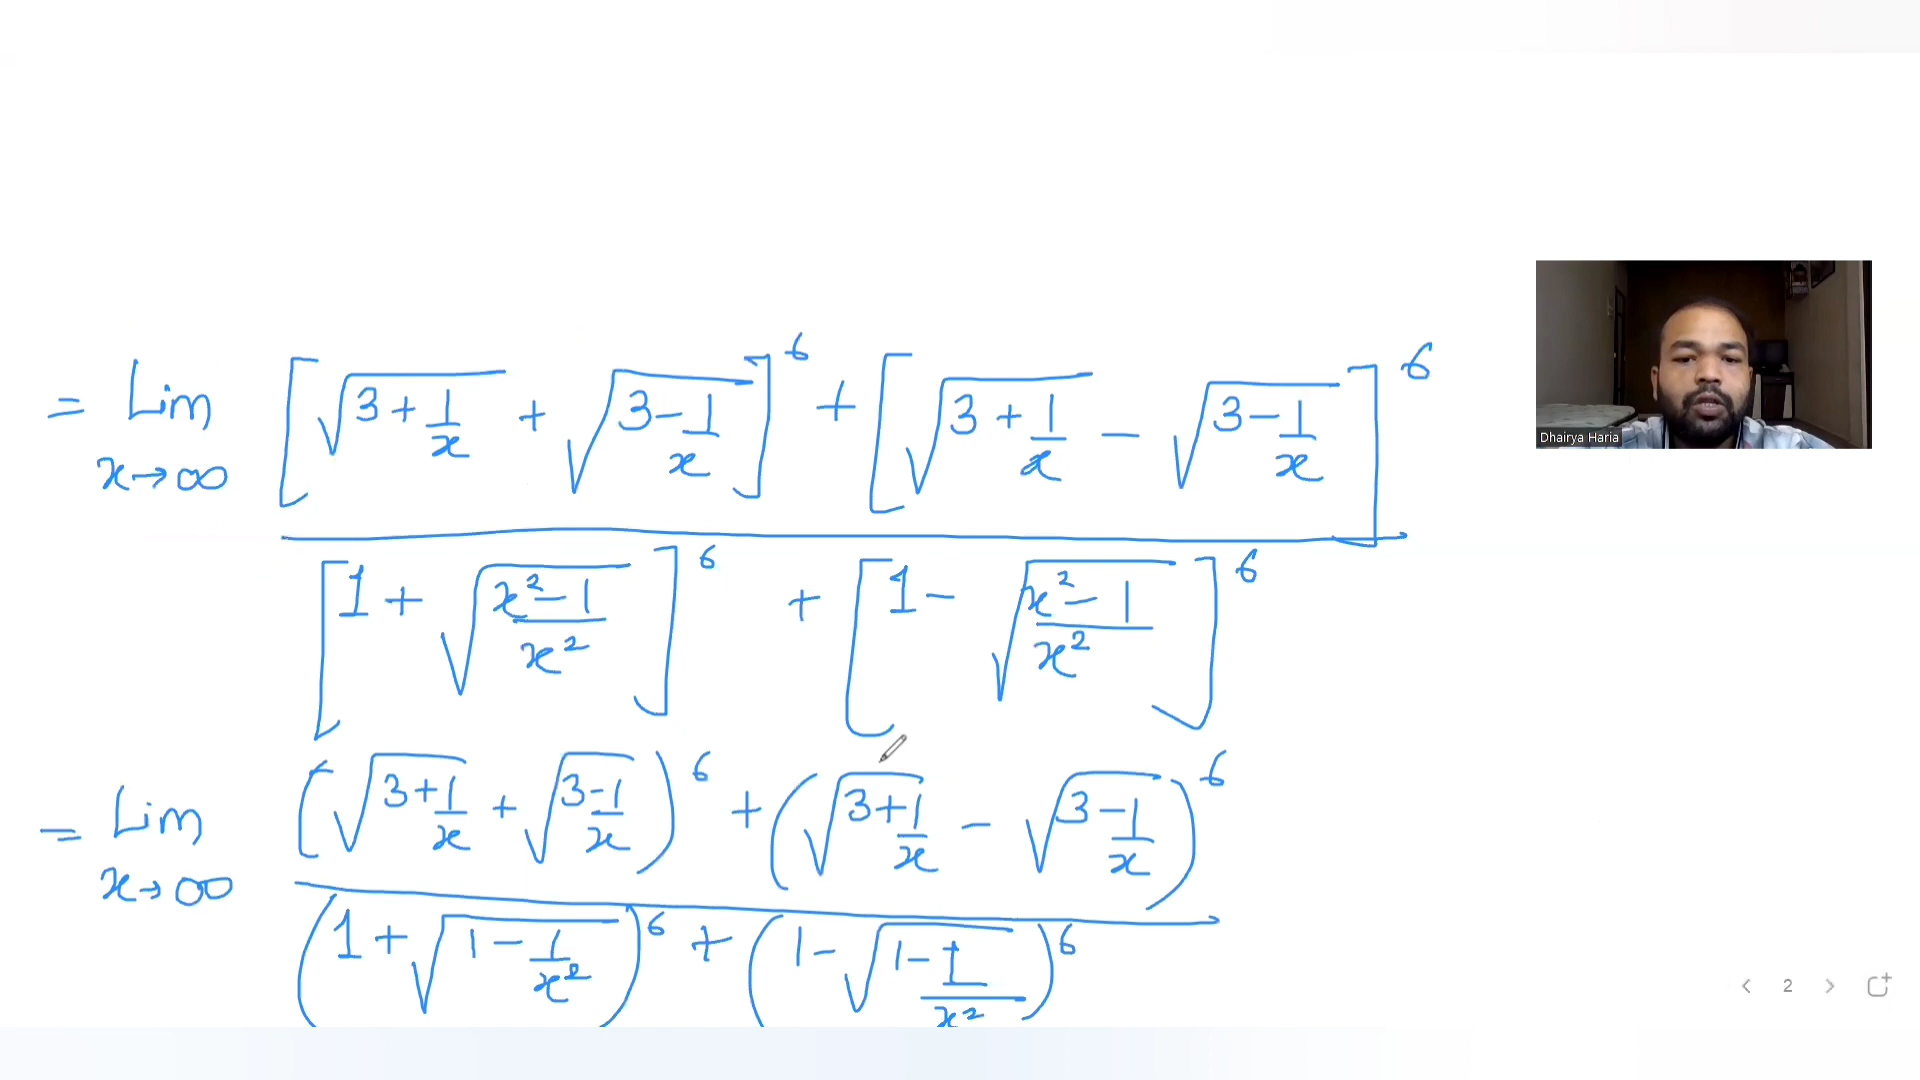 = Lim x→∞ [√(3 + 1/x) + √(3 - 1/x)]^6 + [√(3 + 1/x) - √(3 - 1/x)]^6
[1 + √((x² - 1)/x²)]^6 + [1 - √((x² - 1)/x²)]^6
= Lim x→∞ (√(3 + 1/x) + √(3 - 1/x))^6 + (√(3 + 1/x) - √(3 - 1/x))^6
(1 + √(1 - 1/x²))^6 + (1 - √(1 - 1/x²))^6
Dhairya Haria
< 2 >